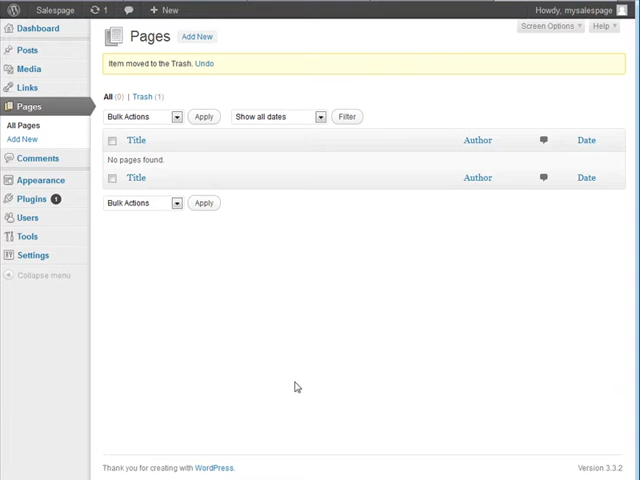 Salespage 1 New Howdy, mysalespage
Dashboard
Posts
Media
Links
Pages
All Pages
Add New
Comments
Appearance
Plugins 1
Users
Tools
Settings
Collapse menu
Screen Options Help
Pages Add New
Item moved to the Trash. Undo
All (0) | Trash (1)
Bulk Actions Apply Show all dates Filter
Title Author Date
No pages found.
Title Author Date
Bulk Actions Apply
Thank you for creating with WordPress. Version 3.3.2